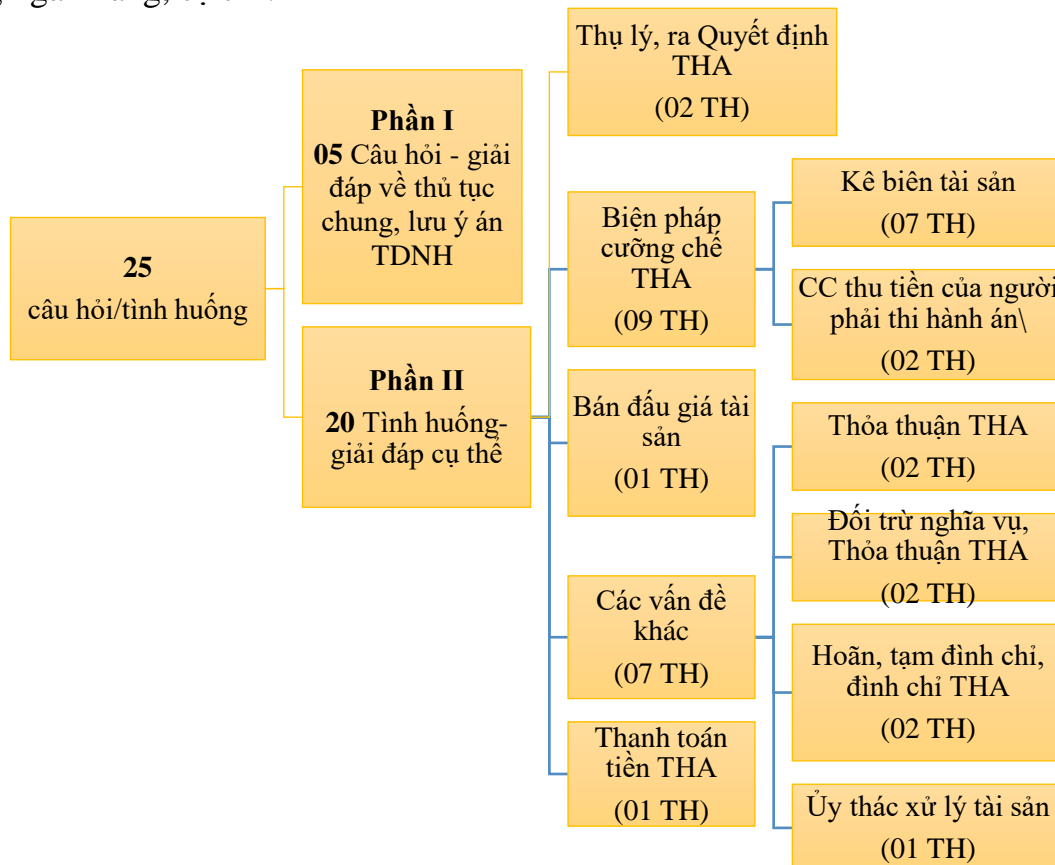 25
câu hỏi/tình huống
Phần I
05 Câu hỏi - giải
đáp về thủ tục
chung, lưu ý án
TDNH
Phần II
20 Tình huống-
giải đáp cụ thể
Thụ lý, ra Quyết định
THA
(02 TH)
Biện pháp
cưỡng chế
THA
(09 TH)
Kê biên tài sản
(07 TH)
CC thu tiền của người
phải thi hành án\
(02 TH)
Bán đấu giá tài
sản
(01 TH)
Các vấn đề
khác
(07 TH)
Thỏa thuận THA
(02 TH)
Đối trừ nghĩa vụ,
Thỏa thuận THA
(02 TH)
Hoãn, tạm đình chỉ,
đình chỉ THA
(02 TH)
Ủy thác xử lý tài sản
(01 TH)
Thanh toán
tiền THA
(01 TH)